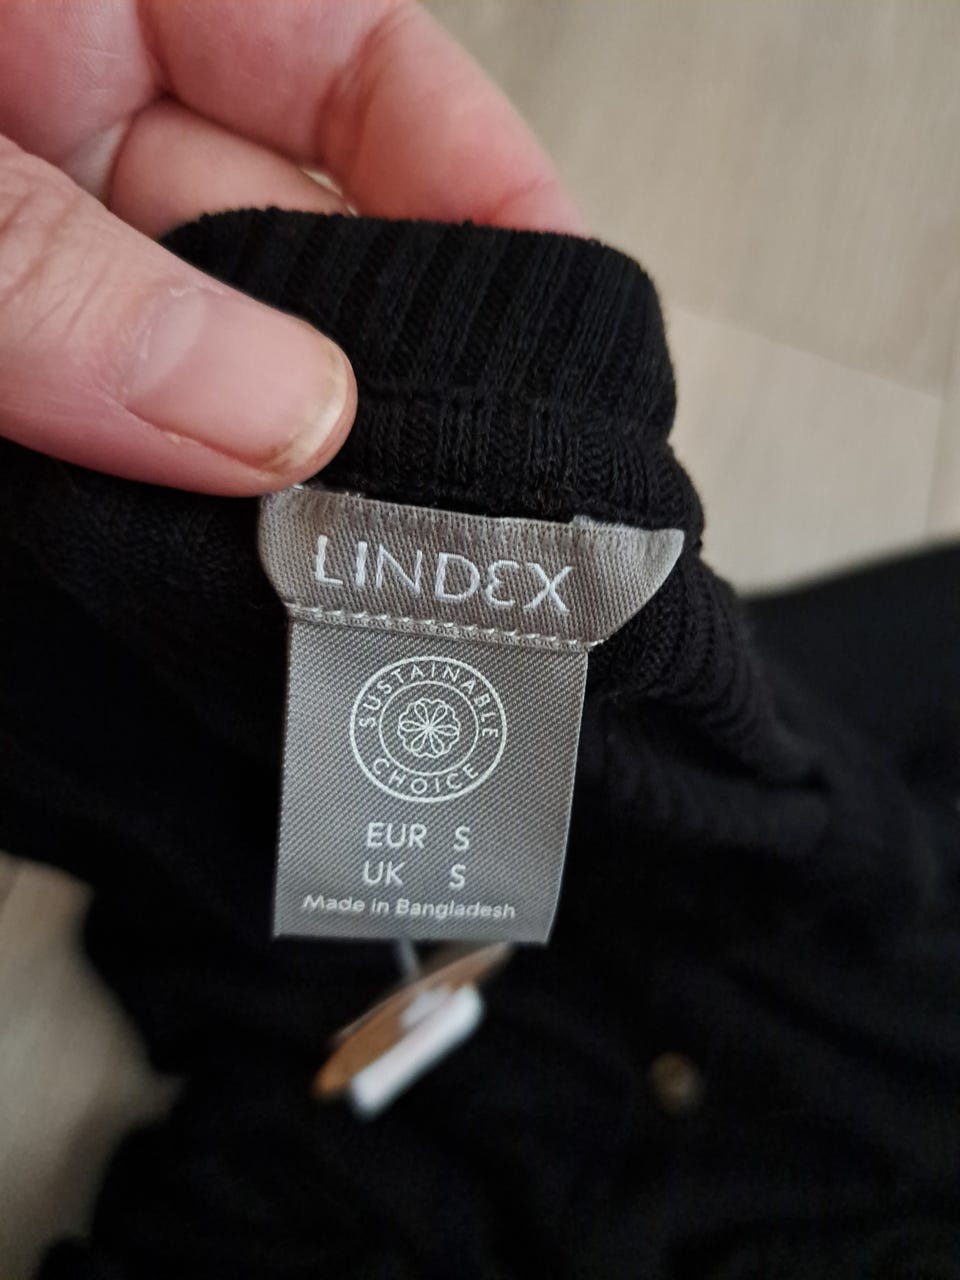 LINDEX
SUSTAINABLE
CHOICE
EUR S
UK S
Made in Bangladesh